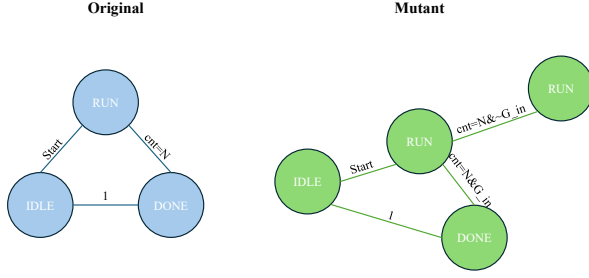 Original
RUN
Start
cnt=N
IDLE
1
DONE
Mutant
RUN
cnt=N&~G_in
RUN
Start
cnt=N&G_in
IDLE
1
DONE